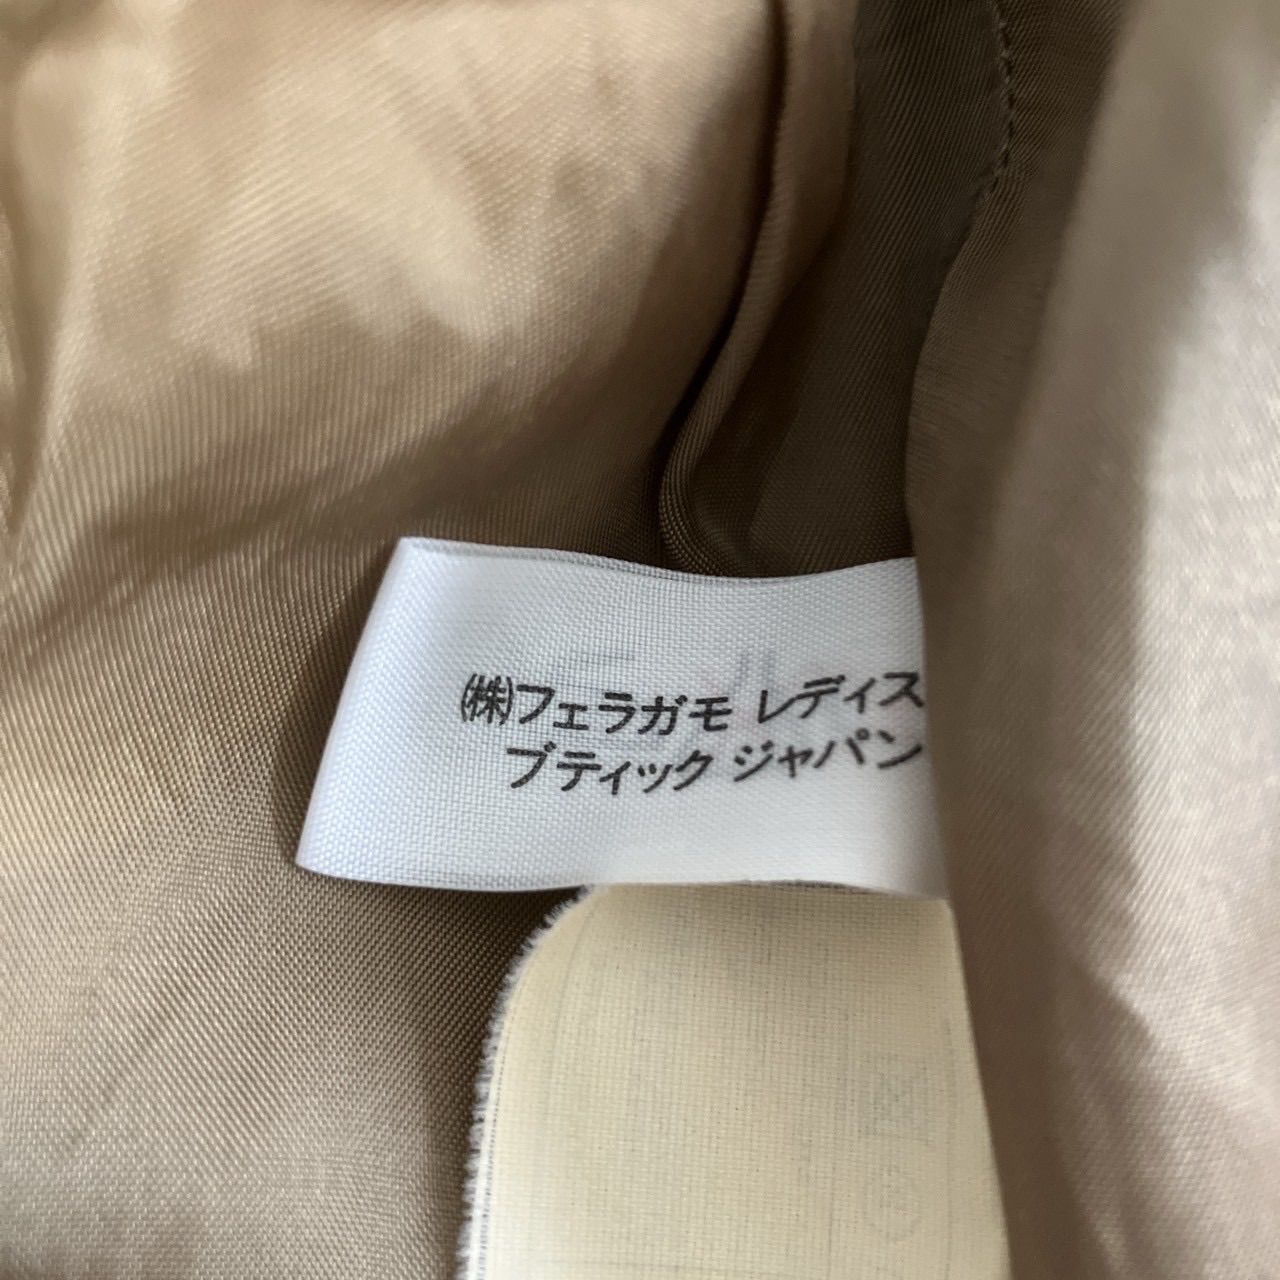 ㈱フェラガモ レディス
ブティック ジャパン